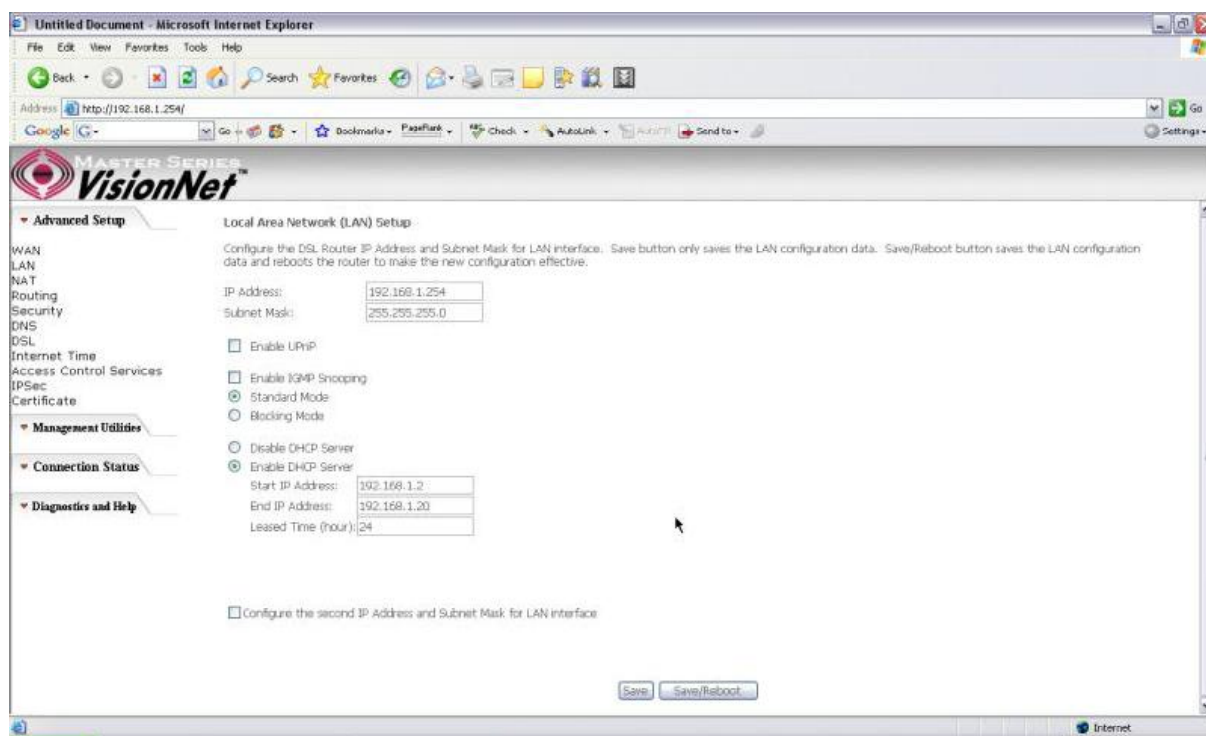 Untitled Document - Microsoft Internet Explorer
File Edit View Favorites Tools Help
Back Search Favorites
Address http://192.168.1.254/ Go
Google G Go Bookmarks PageRank Check AutoLink Send to Settings
MASTER SERIES
VisionNet™
Advanced Setup
WAN
LAN
NAT
Routing
Security
DNS
DSL
Internet Time
Access Control Services
IPSec
Certificate
Management Utilities
Connection Status
Diagnostics and Help
Local Area Network (LAN) Setup
Configure the DSL Router IP Address and Subnet Mask for LAN interface. Save button only saves the LAN configuration data. Save/Reboot button saves the LAN configuration
data and reboots the router to make the new configuration effective.
IP Address: 192.168.1.254
Subnet Mask: 255.255.255.0
Enable UPnP
Enable IGMP Snooping
Standard Mode
Blocking Mode
Disable DHCP Server
Enable DHCP Server
Start IP Address: 192.168.1.2
End IP Address: 192.168.1.20
Leased Time (hour): 24
Configure the second IP Address and Subnet Mask for LAN interface
Save Save/Reboot
Internet